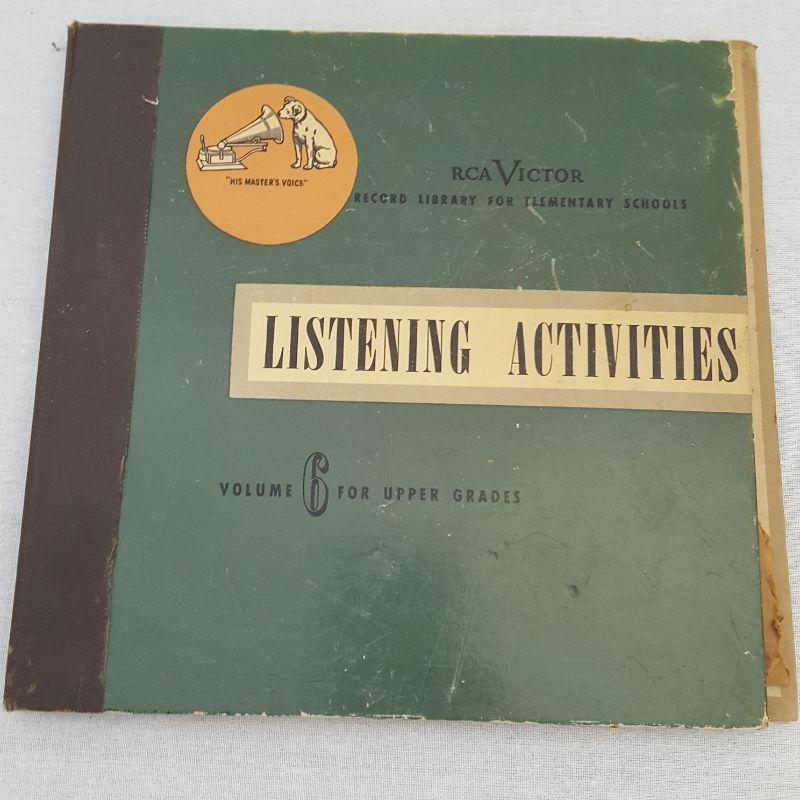 "HIS MASTER'S VOICE"
RCA VICTOR
RECORD LIBRARY FOR ELEMENTARY SCHOOLS
LISTENING ACTIVITIES
VOLUME 6 FOR UPPER GRADES